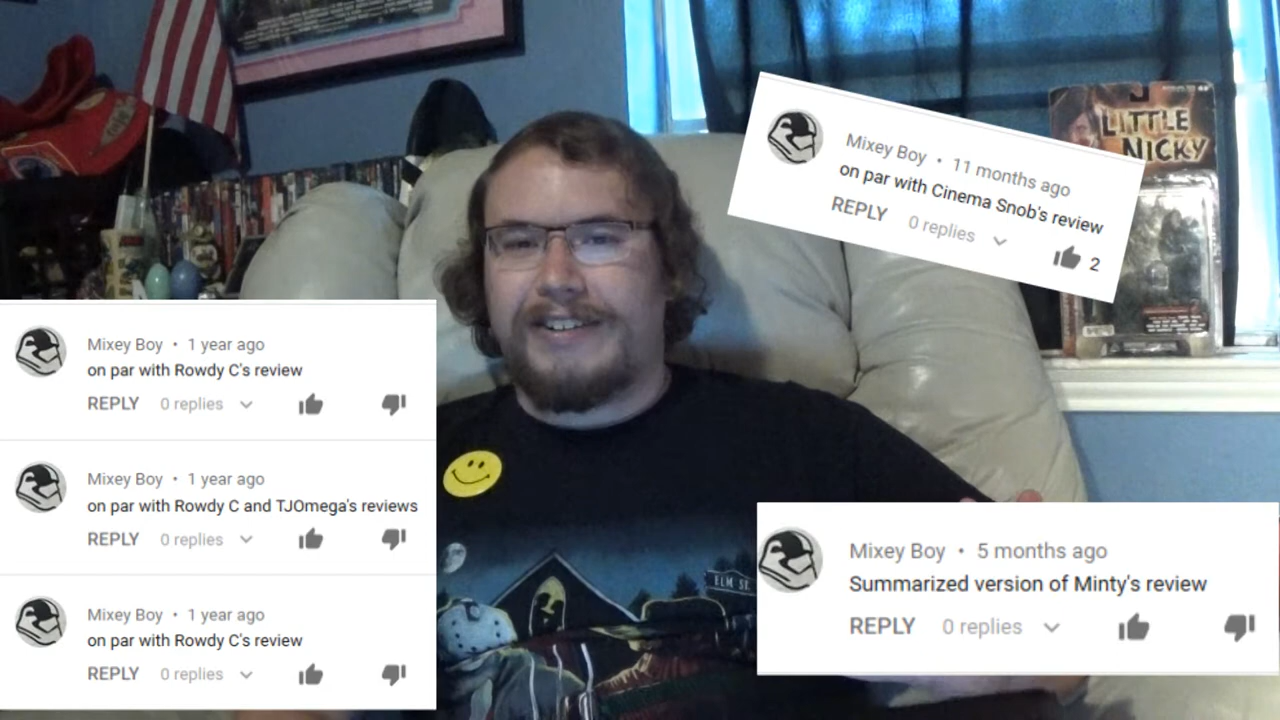 LITTLE
NICKY
Mixey Boy • 11 months ago
on par with Cinema Snob's review
REPLY 0 replies
2
Mixey Boy • 1 year ago
on par with Rowdy C's review
REPLY 0 replies
Mixey Boy • 1 year ago
on par with Rowdy C and TJOmega's reviews
REPLY 0 replies
Mixey Boy • 1 year ago
on par with Rowdy C's review
REPLY 0 replies
Mixey Boy • 5 months ago
Summarized version of Minty's review
REPLY 0 replies
ELM ST.